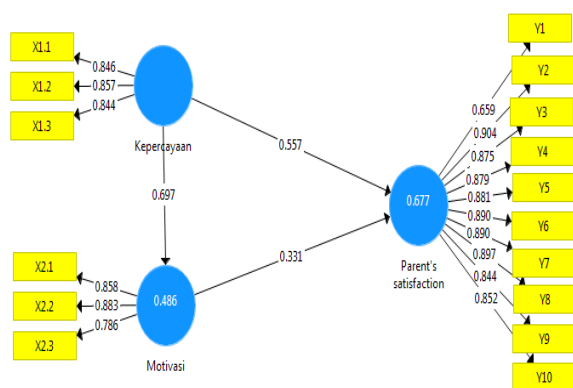 X1.1
X1.2
X1.3
0.846
0.857
0.844
Kepercayaan
0.697
0.557
0.331
X2.1
X2.2
X2.3
0.858
0.883
0.786
0.486
Motivasi
0.677
Parent's
satisfaction
0.659
0.904
0.875
0.879
0.881
0.890
0.890
0.897
0.844
0.852
Y1
Y2
Y3
Y4
Y5
Y6
Y7
Y8
Y9
Y10